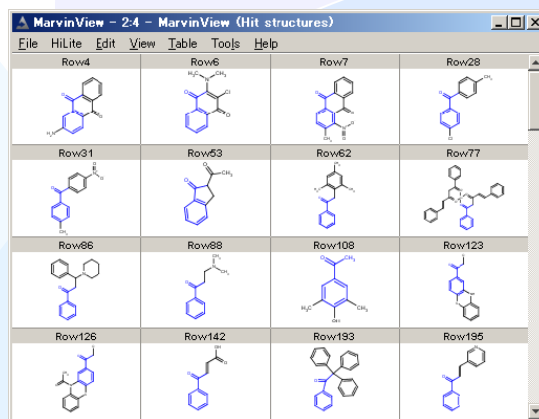 MarvinView - 2:4 - MarvinView (Hit structures)
File HiLite Edit View Table Tools Help
Row4 Row6 Row7 Row28
Row31 Row53 Row62 Row77
Row86 Row88 Row108 Row123
Row126 Row142 Row193 Row195